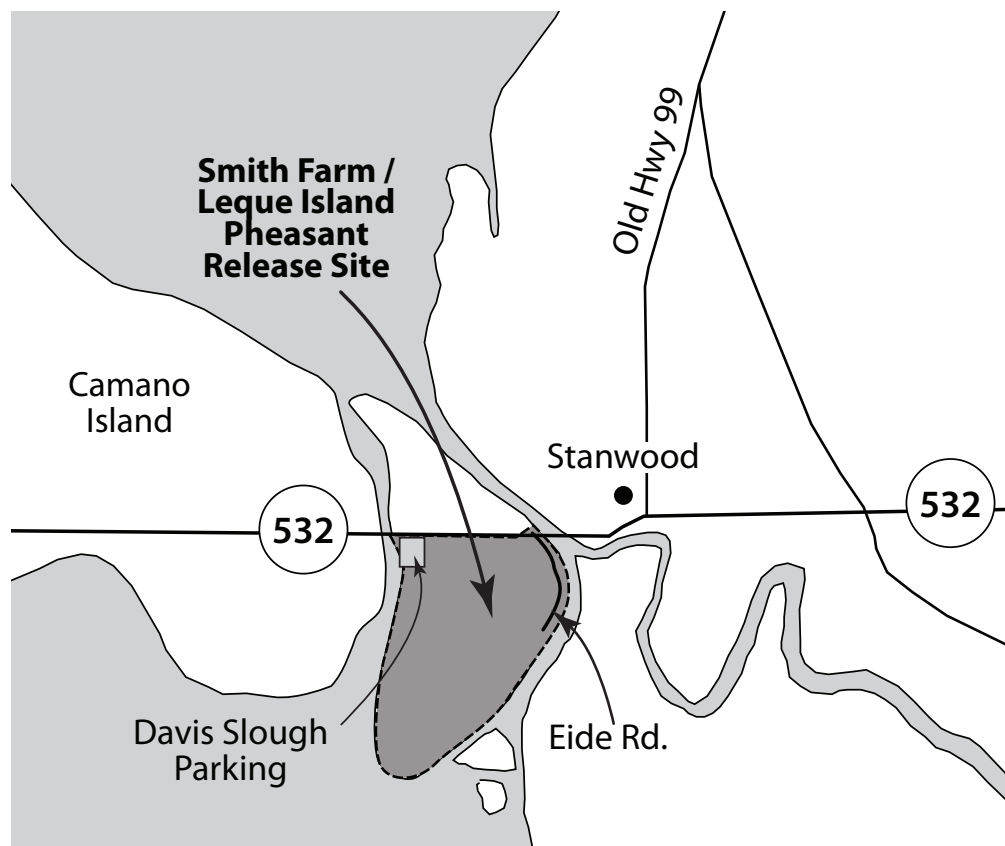 Old Hwy 99
Smith Farm /
Leque Island
Pheasant
Release Site
Camano
Island
Stanwood
532
532
Davis Slough
Parking
Eide Rd.